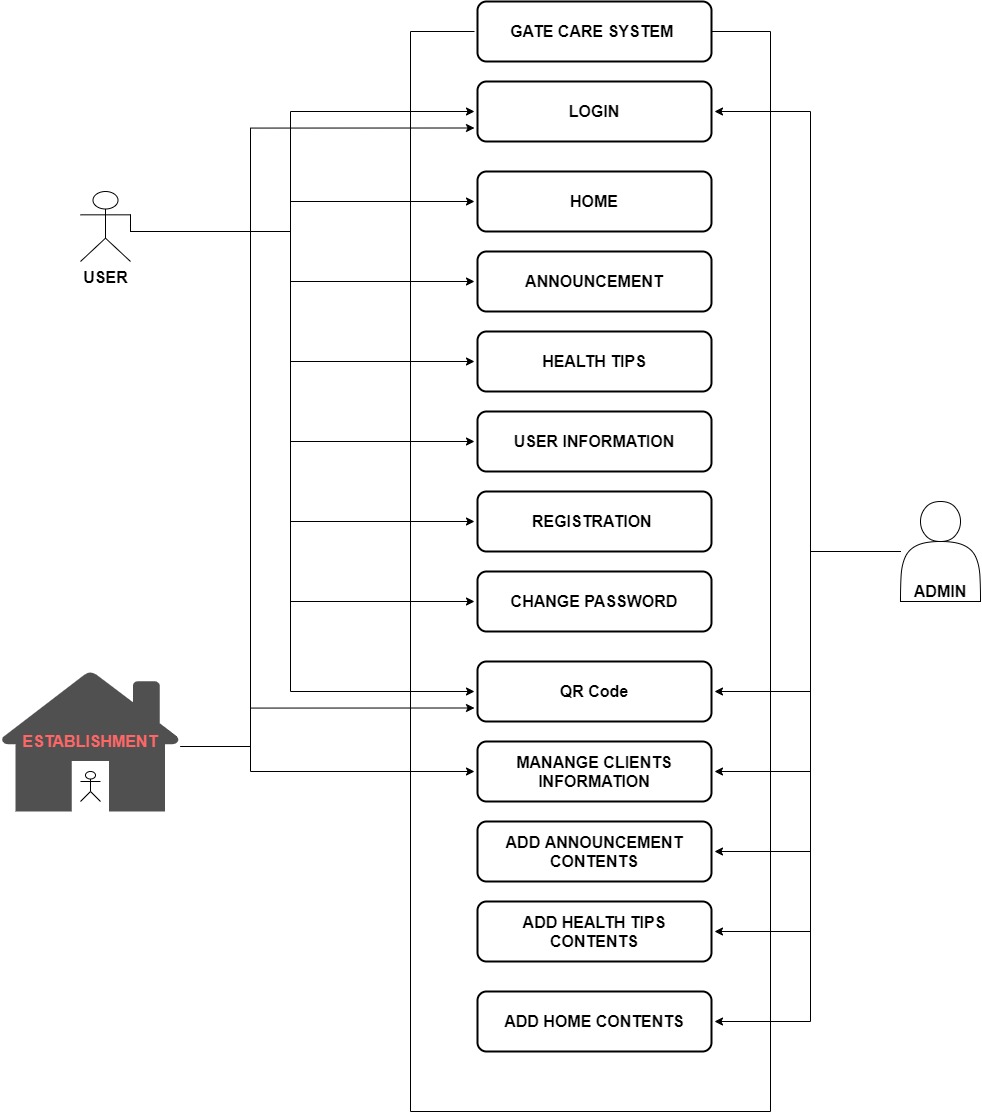 GATE CARE SYSTEM
LOGIN
HOME
USER
ANNOUNCEMENT
HEALTH TIPS
USER INFORMATION
REGISTRATION
CHANGE PASSWORD
ADMIN
QR Code
ESTABLISHMENT
MANANGE CLIENTS
INFORMATION
ADD ANNOUNCEMENT
CONTENTS
ADD HEALTH TIPS
CONTENTS
ADD HOME CONTENTS